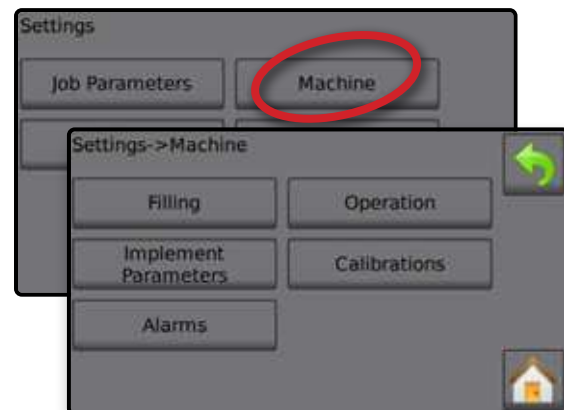 Settings
Job Parameters
Machine
Settings->Machine
Filling
Operation
Implement
Parameters
Calibrations
Alarms